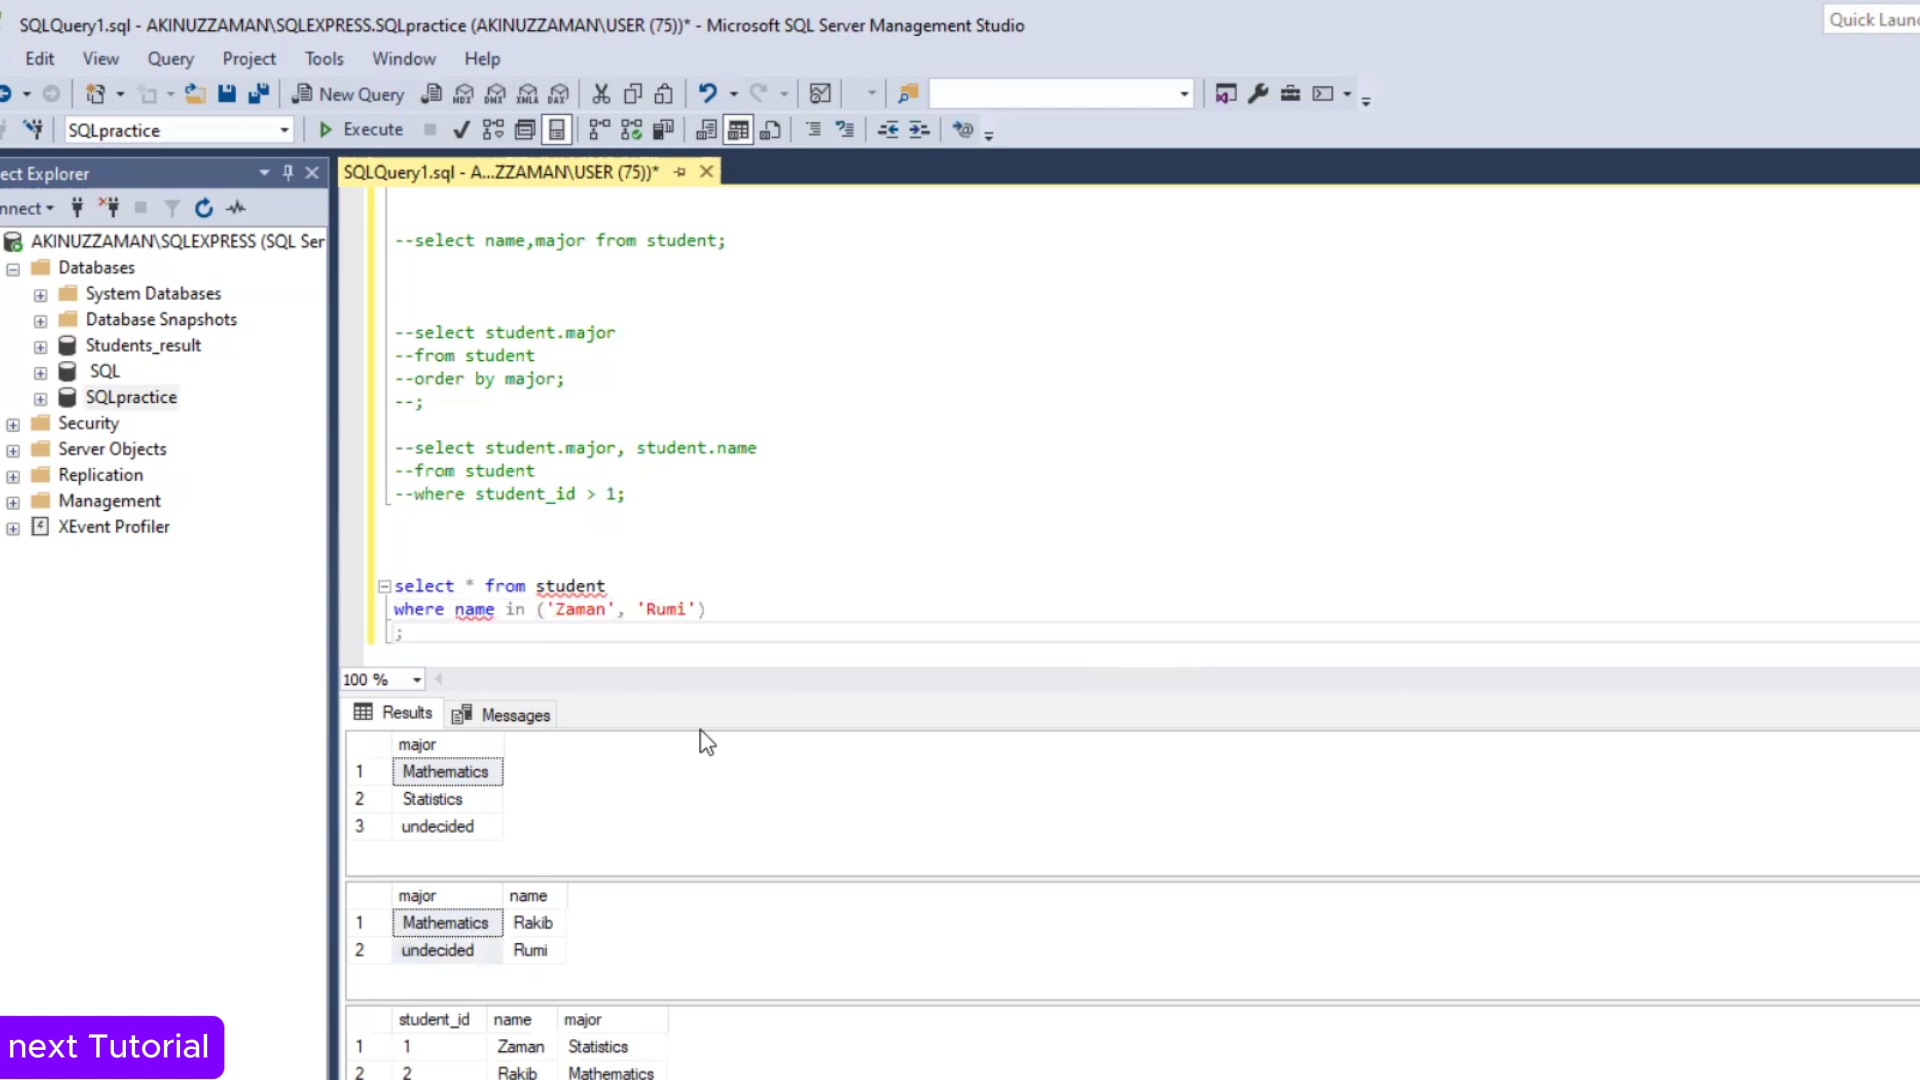 SQLQuery1.sql - AKINUZZAMAN\SQLEXPRESS.SQLpractice (AKINUZZAMAN\USER (75))* - Microsoft SQL Server Management Studio
Quick Laun
Edit View Query Project Tools Window Help
New Query MDX DMX XMLA DAX
SQLpractice Execute
ect Explorer
SQLQuery1.sql - A...ZZAMAN\USER (75))*
nnect
AKINUZZAMAN\SQLEXPRESS (SQL Ser
Databases
System Databases
Database Snapshots
Students_result
SQL
SQLpractice
Security
Server Objects
Replication
Management
XEvent Profiler
--select name,major from student;
--select student.major
--from student
--order by major;
--;
--select student.major, student.name
--from student
--where student_id > 1;
select * from student
where name in ('Zaman', 'Rumi')
;
100 %
Results Messages
major
1 Mathematics
2 Statistics
3 undecided
major name
1 Mathematics Rakib
2 undecided Rumi
student_id name major
1 1 Zaman Statistics
2 2 Rakib Mathematics
next Tutorial